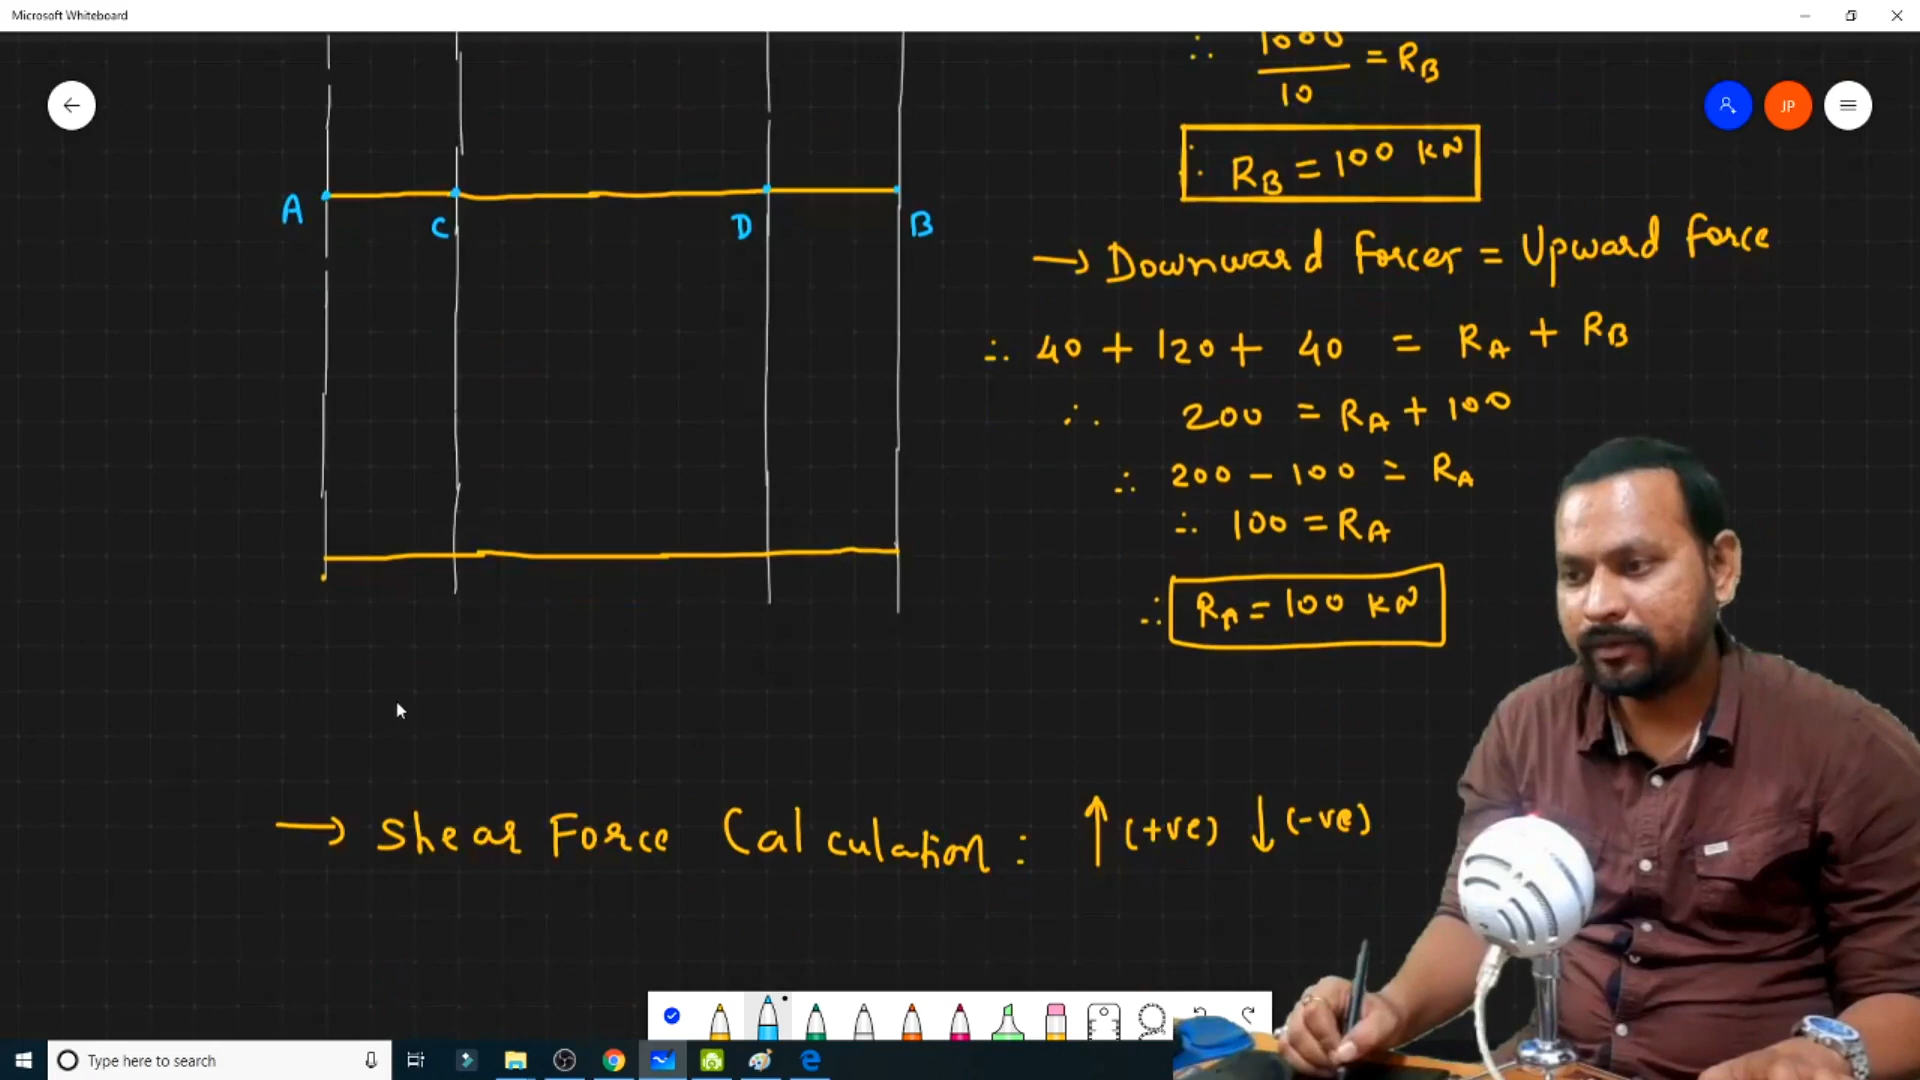 Microsoft Whiteboard
JP
∴ 1000
10 = RB
∴ RB = 100 kN
A C D B
→ Downward Forces = Upward force
∴ 40 + 120 + 40 = RA + RB
∴ 200 = RA + 100
∴ 200 - 100 = RA
∴ 100 = RA
∴ RA = 100 kN
→ Shear Force Calculation : ↑ (+ve) ↓ (-ve)
Type here to search